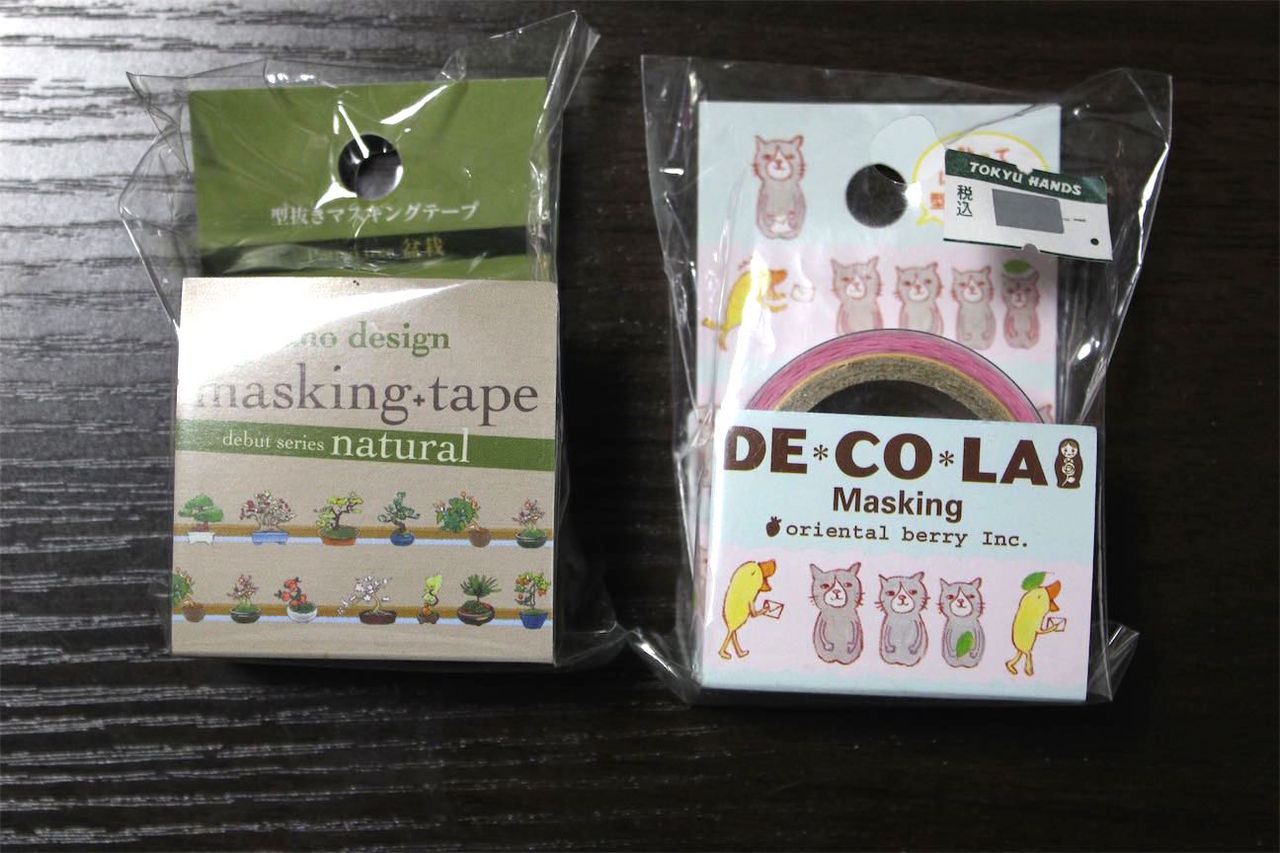 型抜きマスキングテープ
盆栽
design
masking+tape
debut series natural
TOKYU HANDS
税込
DE*CO*LA
Masking
oriental berry Inc.